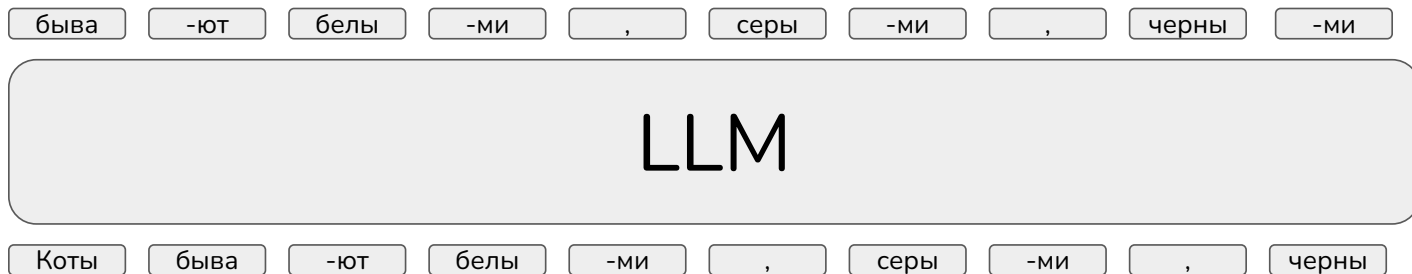 быва -ют белы -ми , серы -ми , черны -ми
LLM
Коты быва -ют белы -ми , серы -ми , черны